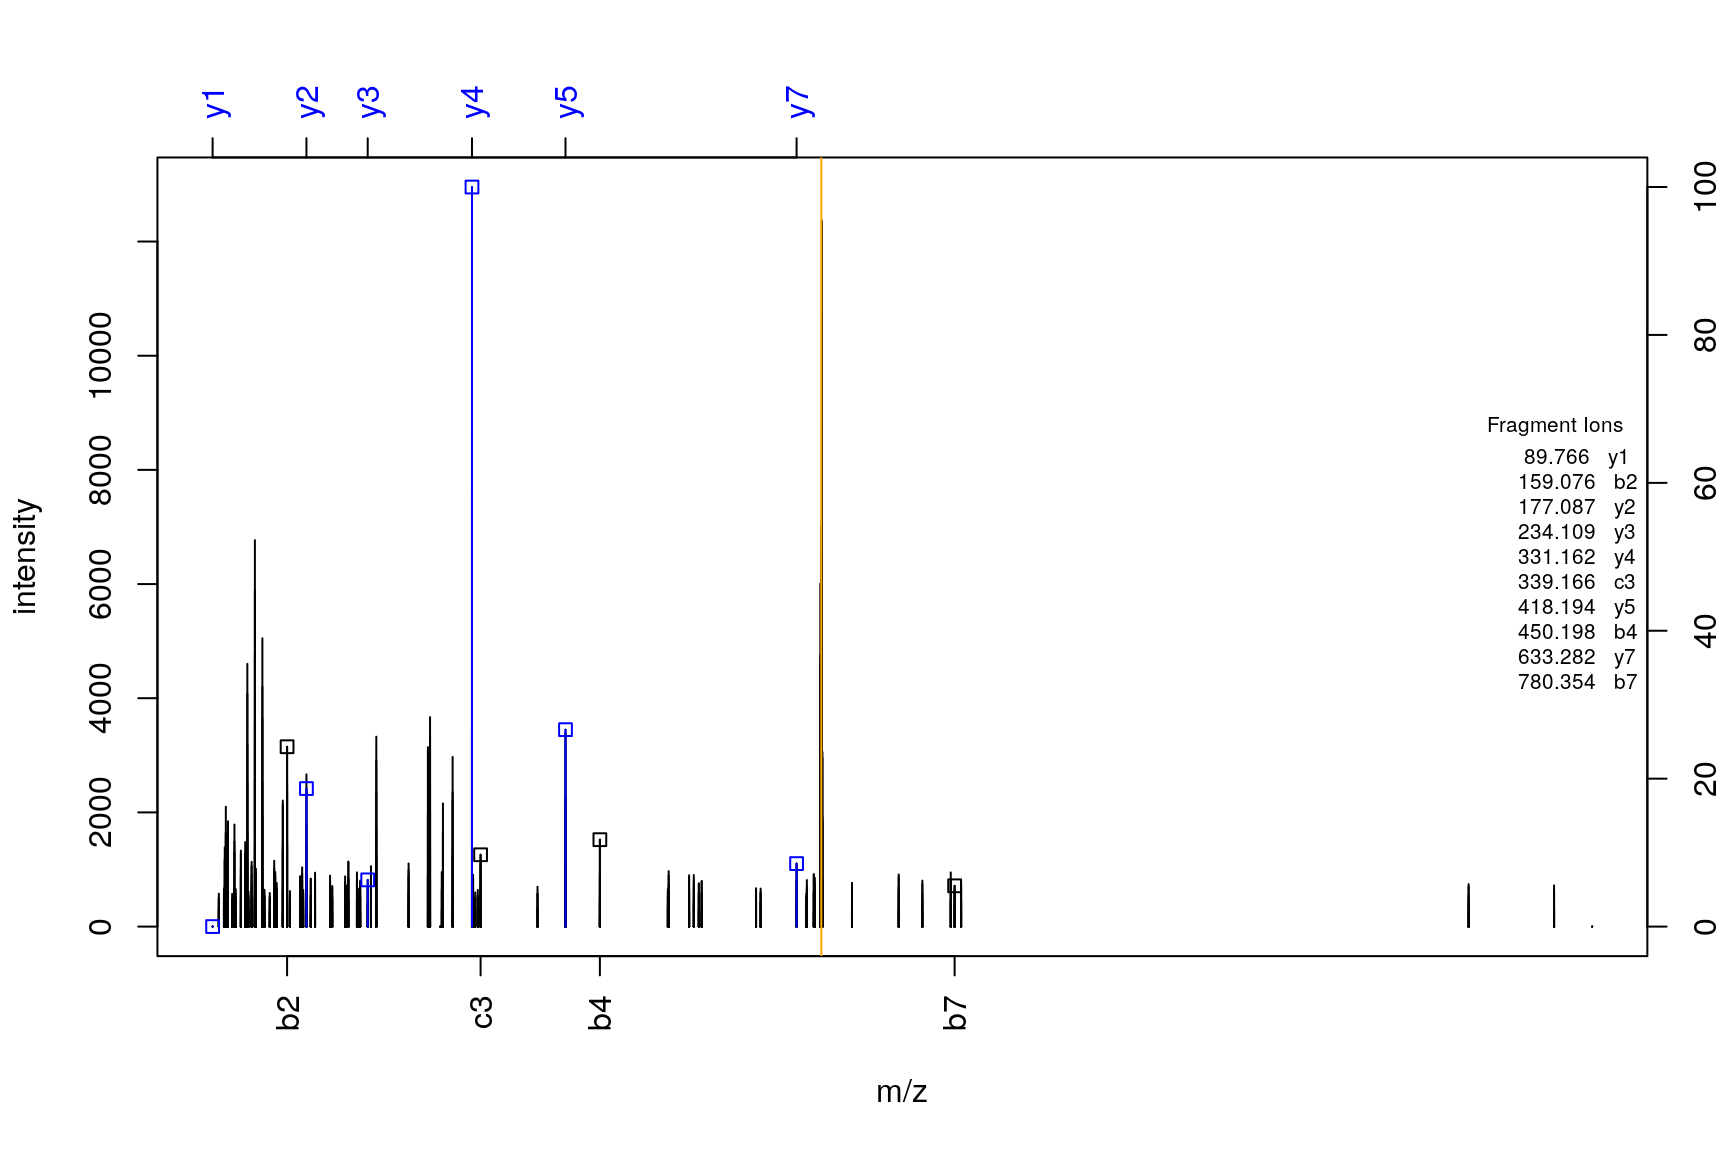 y1 y2 y3 y4 y5 y7
intensity
0 2000 4000 6000 8000 10000
0 20 40 60 80 100
Fragment Ions
89.766 y1
159.076 b2
177.087 y2
234.109 y3
331.162 y4
339.166 c3
418.194 y5
450.198 b4
633.282 y7
780.354 b7
b2 c3 b4 b7
m/z